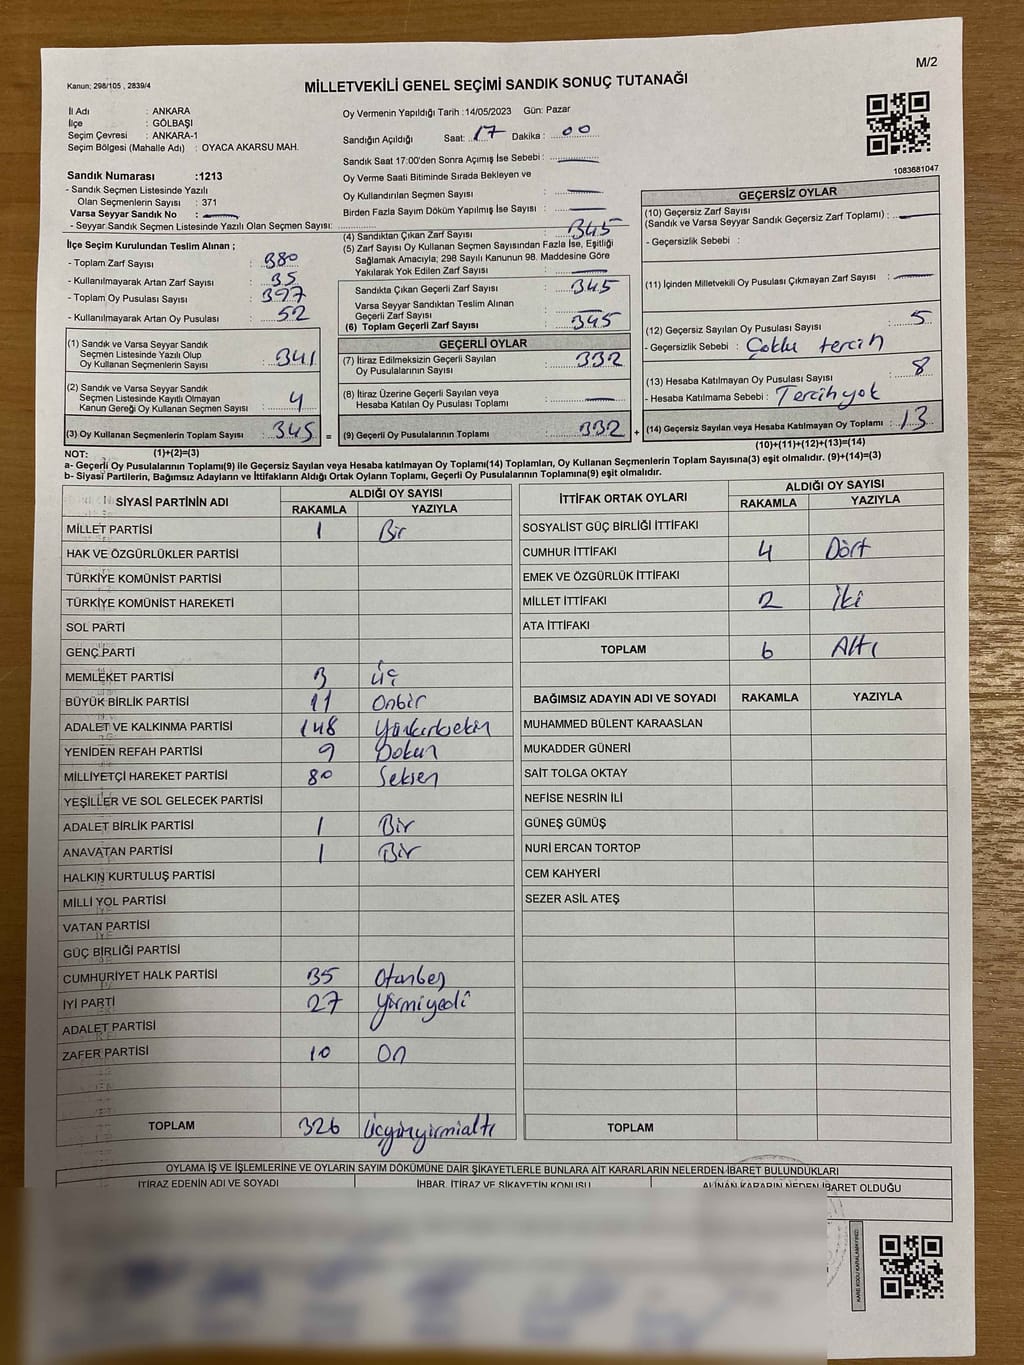 M/2
Kanun; 298/105 , 2839/4
MİLLETVEKİLİ GENEL SEÇİMİ SANDIK SONUÇ TUTANAĞI
İl Adı : ANKARA
İlçe : GÖLBAŞI
Seçim Çevresi : ANKARA-1
Seçim Bölgesi (Mahalle Adı) : OYACA AKARSU MAH.
Sandık Numarası :1213
- Sandık Seçmen Listesinde Yazılı
Olan Seçmenlerin Sayısı : 371
Varsa Seyyar Sandık No :
- Seyyar Sandık Seçmen Listesinde Yazılı Olan Seçmen Sayısı:
İlçe Seçim Kurulundan Teslim Alınan ;
- Toplam Zarf Sayısı : 380
- Kullanılmayarak Artan Zarf Sayısı : 35
- Toplam Oy Pusulası Sayısı : 397
- Kullanılmayarak Artan Oy Pusulası : 52
(1) Sandık ve Varsa Seyyar Sandık
Seçmen Listesinde Yazılı Olup
Oy Kullanan Seçmenlerin Sayısı : 341
(2) Sandık ve Varsa Seyyar Sandık
Seçmen Listesinde Kayıtlı Olmayan
Kanun Gereği Oy Kullanan Seçmen Sayısı : 4
(3) Oy Kullanan Seçmenlerin Toplam Sayısı : 345 =
(1)+(2)=(3)
Oy Vermenin Yapıldığı Tarih :14/05/2023 Gün: Pazar
Sandığın Açıldığı Saat: 17 Dakika : 00
Sandık Saat 17:00'den Sonra Açımış İse Sebebi :
Oy Verme Saati Bitiminde Sırada Bekleyen ve
Oy Kullandırılan Seçmen Sayısı :
Birden Fazla Sayım Döküm Yapılmış İse Sayısı :
(4) Sandıktan Çıkan Zarf Sayısı : 345
(5) Zarf Sayısı Oy Kullanan Seçmen Sayısından Fazla İse, Eşitliği
Sağlamak Amacıyla; 298 Sayılı Kanunun 98. Maddesine Göre
Yakılarak Yok Edilen Zarf Sayısı :
Sandıkta Çıkan Geçerli Zarf Sayısı : 345
Varsa Seyyar Sandıktan Teslim Alınan
Geçerli Zarf Sayısı :
(6) Toplam Geçerli Zarf Sayısı : 345
GEÇERLİ OYLAR
(7) İtiraz Edilmeksizin Geçerli Sayılan
Oy Pusulalarının Sayısı : 332
(8) İtiraz Üzerine Geçerli Sayılan veya
Hesaba Katılan Oy Pusulası Toplamı :
(9) Geçerli Oy Pusulalarının Toplamı : 332 +
1083681047
GEÇERSİZ OYLAR
(10) Geçersiz Zarf Sayısı
(Sandık ve Varsa Seyyar Sandık Geçersiz Zarf Toplamı) :
- Geçersizlik Sebebi :
(11) İçinden Milletvekili Oy Pusulası Çıkmayan Zarf Sayısı :
(12) Geçersiz Sayılan Oy Pusulası Sayısı : 5
- Geçersizlik Sebebi : Çoklu tercih
(13) Hesaba Katılmayan Oy Pusulası Sayısı : 8
- Hesaba Katılmama Sebebi : Tercih yok
(14) Geçersiz Sayılan veya Hesaba Katılmayan Oy Toplamı : 13
(10)+(11)+(12)+(13)=(14)
NOT:
a- Geçerli Oy Pusulalarının Toplamı(9) ile Geçersiz Sayılan veya Hesaba katılmayan Oy Toplamı(14) Toplamları, Oy Kullanan Seçmenlerin Toplam Sayısına(3) eşit olmalıdır. (9)+(14)=(3)
b- Siyasi Partilerin, Bağımsız Adayların ve İttifakların Aldığı Ortak Oyların Toplamı, Geçerli Oy Pusulalarının Toplamına(9) eşit olmalıdır.
SİYASİ PARTİNİN ADI ALDIĞI OY SAYISI
RAKAMLA YAZIYLA
MİLLET PARTİSİ 1 Bir
HAK VE ÖZGÜRLÜKLER PARTİSİ
TÜRKİYE KOMÜNİST PARTİSİ
TÜRKİYE KOMÜNİST HAREKETİ
SOL PARTİ
GENÇ PARTİ
MEMLEKET PARTİSİ 3 üç
BÜYÜK BİRLİK PARTİSİ 11 Onbir
ADALET VE KALKINMA PARTİSİ 148
YENİDEN REFAH PARTİSİ 9 Dokuz
MİLLİYETÇİ HAREKET PARTİSİ 80 Seksen
YEŞİLLER VE SOL GELECEK PARTİSİ
ADALET BİRLİK PARTİSİ 1 Bir
ANAVATAN PARTİSİ 1 Bir
HALKIN KURTULUŞ PARTİSİ
MİLLİ YOL PARTİSİ
VATAN PARTİSİ
GÜÇ BİRLİĞİ PARTİSİ
CUMHURİYET HALK PARTİSİ 35 Otuzbeş
İYİ PARTİ 27 Yirmiyedi
ADALET PARTİSİ
ZAFER PARTİSİ 10 On
TOPLAM 326 Üçyüzyirmialtı
İTTİFAK ORTAK OYLARI ALDIĞI OY SAYISI
RAKAMLA YAZIYLA
SOSYALİST GÜÇ BİRLİĞİ İTTİFAKI
CUMHUR İTTİFAKI 4 Dört
EMEK VE ÖZGÜRLÜK İTTİFAKI
MİLLET İTTİFAKI 2 İki
ATA İTTİFAKI
TOPLAM 6 Altı
BAĞIMSIZ ADAYIN ADI VE SOYADI RAKAMLA YAZIYLA
MUHAMMED BÜLENT KARAASLAN
MUKADDER GÜNERİ
SAİT TOLGA OKTAY
NEFİSE NESRİN İLİ
GÜNEŞ GÜMÜŞ
NURİ ERCAN TORTOP
CEM KAHYERİ
SEZER ASİL ATEŞ
TOPLAM
OYLAMA İŞ VE İŞLEMLERİNE VE OYLARIN SAYIM DÖKÜMÜNE DAİR ŞİKAYETLERLE BUNLARA AİT KARARLARIN NELERDEN İBARET BULUNDUKLARI
İTİRAZ EDENİN ADI VE SOYADI İHBAR, İTİRAZ VE ŞİKAYETİN KONUSU ALINAN KARARIN NEDEN İBARET OLDUĞU